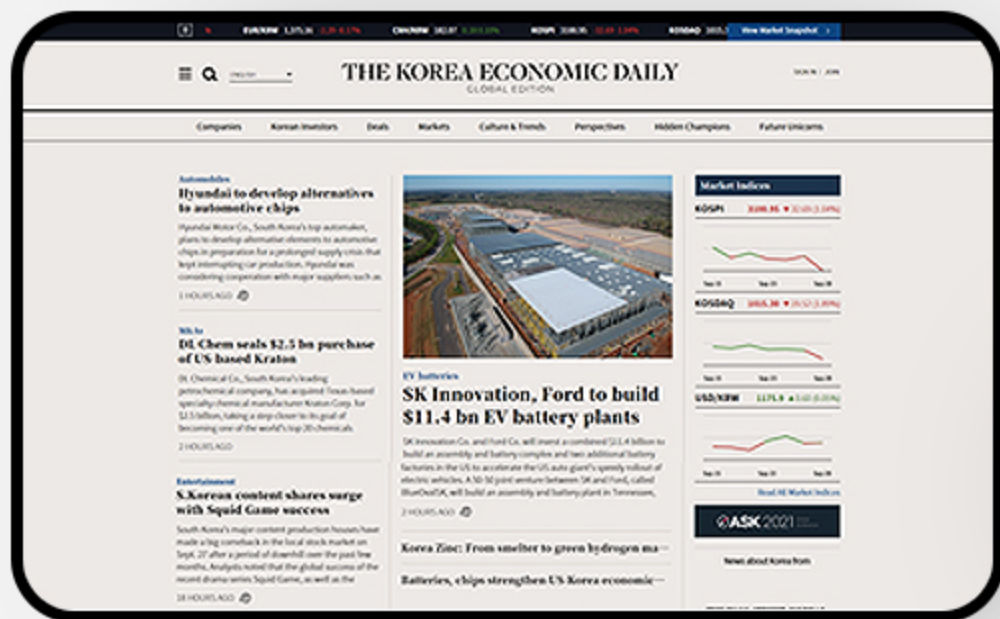 EUR/KRW
CNH/KRW
KOSPI
KOSDAQ
View Market Snapshot
ENGLISH
THE KOREA ECONOMIC DAILY
GLOBAL EDITION
SIGN IN | JOIN
Companies Korean Investors Deals Markets Culture & Trends Perspectives Hidden Champions Future Unicorns
Automobiles
Hyundai to develop alternatives
to automotive chips
Hyundai Motor Co., South Korea's top automaker,
plans to develop alternative elements to automotive
chips in preparation for a prolonged supply crisis that
kept interrupting car production. Hyundai was
considering cooperation with major suppliers such as
HOURS AGO
M&As
DL Chem seals $2.5 bn purchase
of US-based Kraton
DL Chemical Co., South Korea's leading
petrochemical company, has acquired Texas-based
specialty chemical manufacturer Kraton Corp. for
$2.5 billion, taking a step closer to its goal of
becoming one of the world's top 20 chemicals
2 HOURS AGO
Entertainment
S.Korean content shares surge
with Squid Game success
South Korea's major content production houses have
made a big comeback in the local stock market on
Sept. 27 after a period of downhill over the past few
months. Analysts noted that the global success of the
recent drama series Squid Game, as well as the
18 HOURS AGO
EV batteries
SK Innovation, Ford to build
$11.4 bn EV battery plants
SK Innovation Co. and Ford Co. will invest a combined $11.4 billion to
build an assembly and battery complex and two additional battery
factories in the US to accelerate the US auto giant's speedy rollout of
electric vehicles. A 50-50 joint venture between SK and Ford, called
BlueOvalSK, will build an assembly and battery plant in Tennessee,
2 HOURS AGO
Korea Zinc: From smelter to green hydrogen ma···
Batteries, chips strengthen US Korea economic···
Market Indices
KOSPI
KOSDAQ
USD/KRW
Read All Market Indices
ASK 2021
News about Korea from